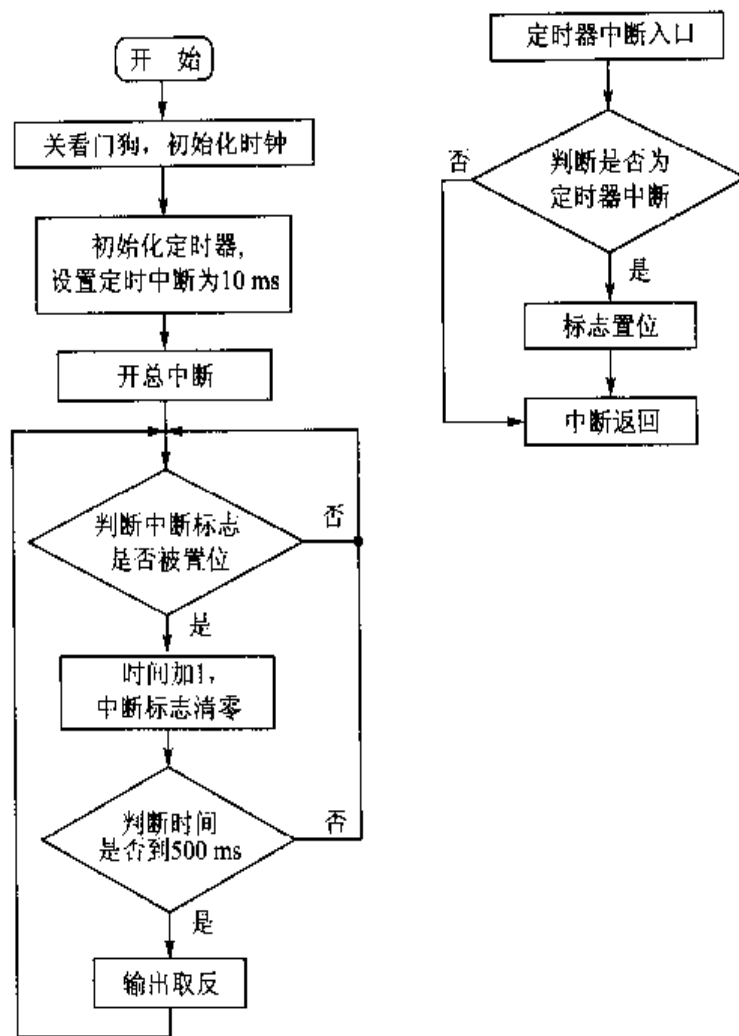 开 始
关看门狗，初始化时钟
初始化定时器，
设置定时中断为10 ms
开总中断
判断中断标志
是否被置位
否
是
时间加1，
中断标志清零
判断时间
是否到500 ms
否
是
输出取反
定时器中断入口
判断是否为
定时器中断
否
是
标志置位
中断返回